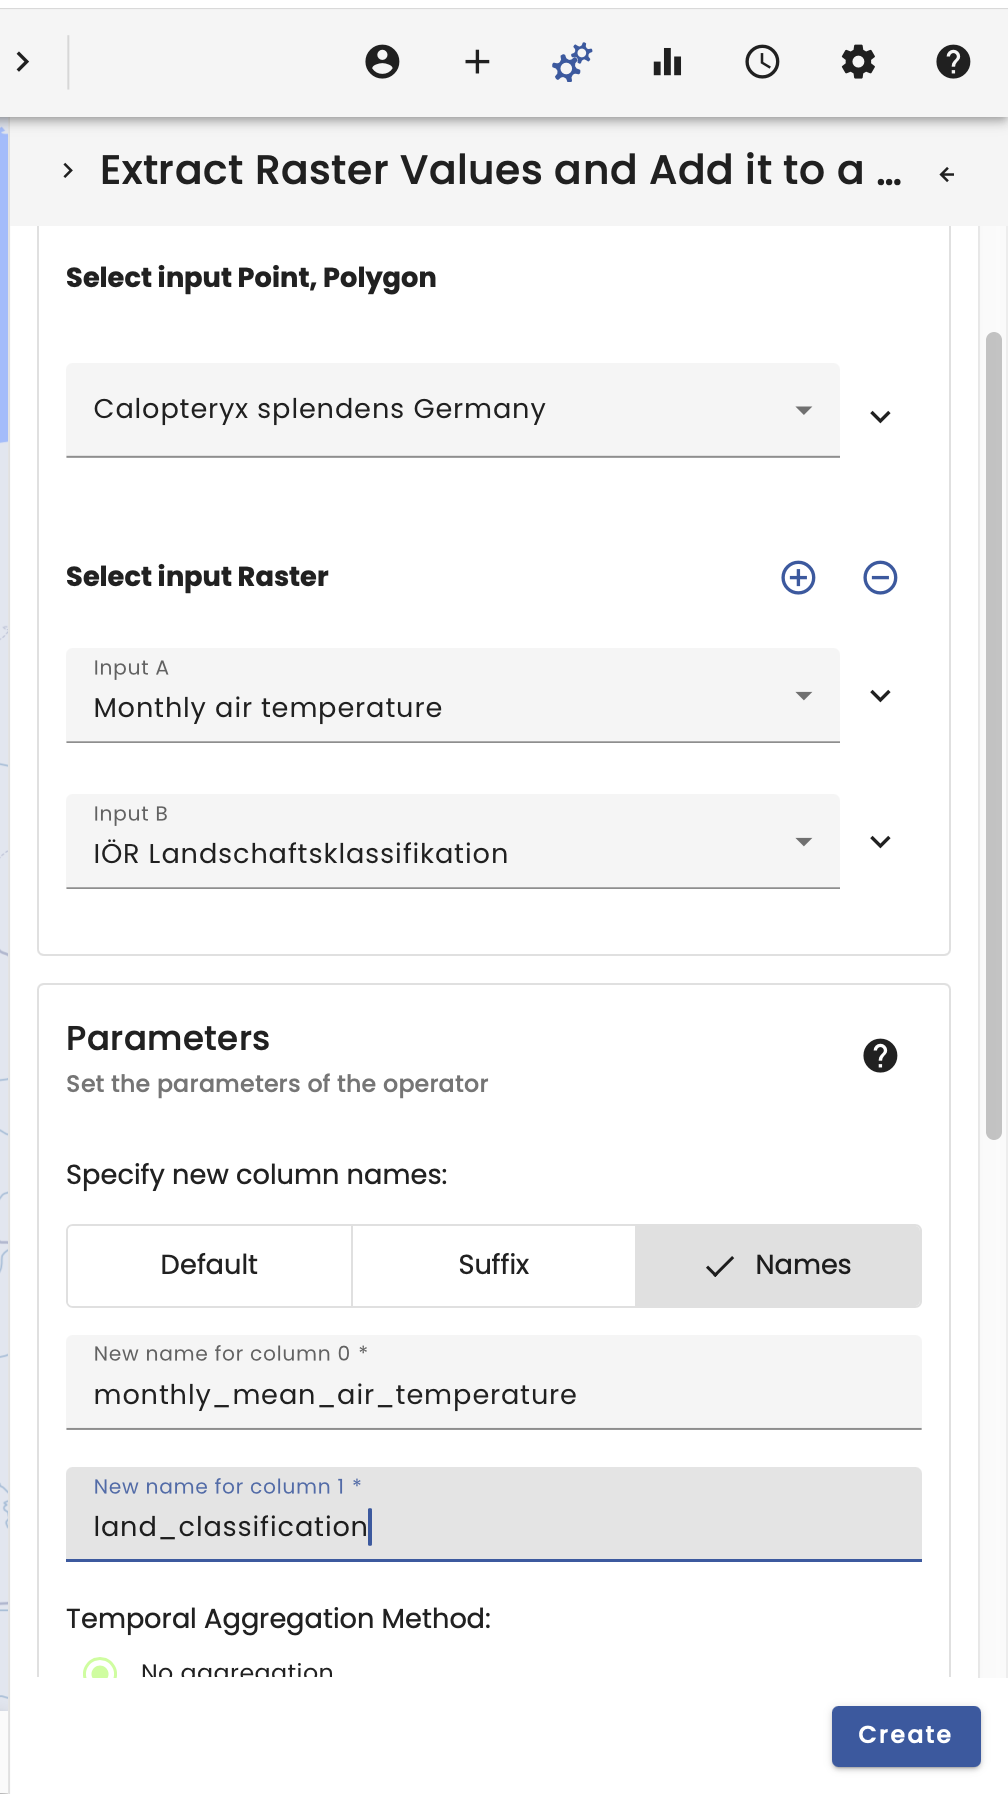 Extract Raster Values and Add it to a ...
Select input Point, Polygon
Calopteryx splendens Germany
Select input Raster
Input A
Monthly air temperature
Input B
IÖR Landschaftsklassifikation
Parameters
Set the parameters of the operator
Specify new column names:
Default
Suffix
Names
New name for column 0 *
monthly_mean_air_temperature
New name for column 1 *
land_classification
Temporal Aggregation Method:
No aggregation
Create